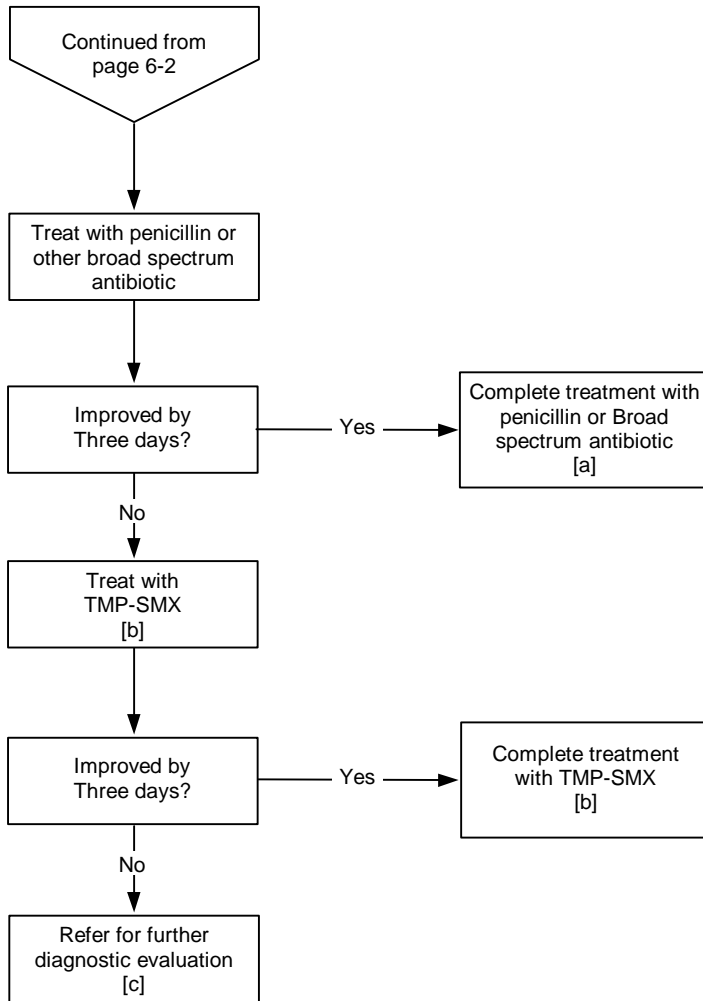 Continued from
page 6-2
Treat with penicillin or
other broad spectrum
antibiotic
Improved by
Three days?
Yes
Complete treatment with
penicillin or Broad
spectrum antibiotic
[a]
No
Treat with
TMP-SMX
[b]
Improved by
Three days?
Yes
Complete treatment
with TMP-SMX
[b]
No
Refer for further
diagnostic evaluation
[c]